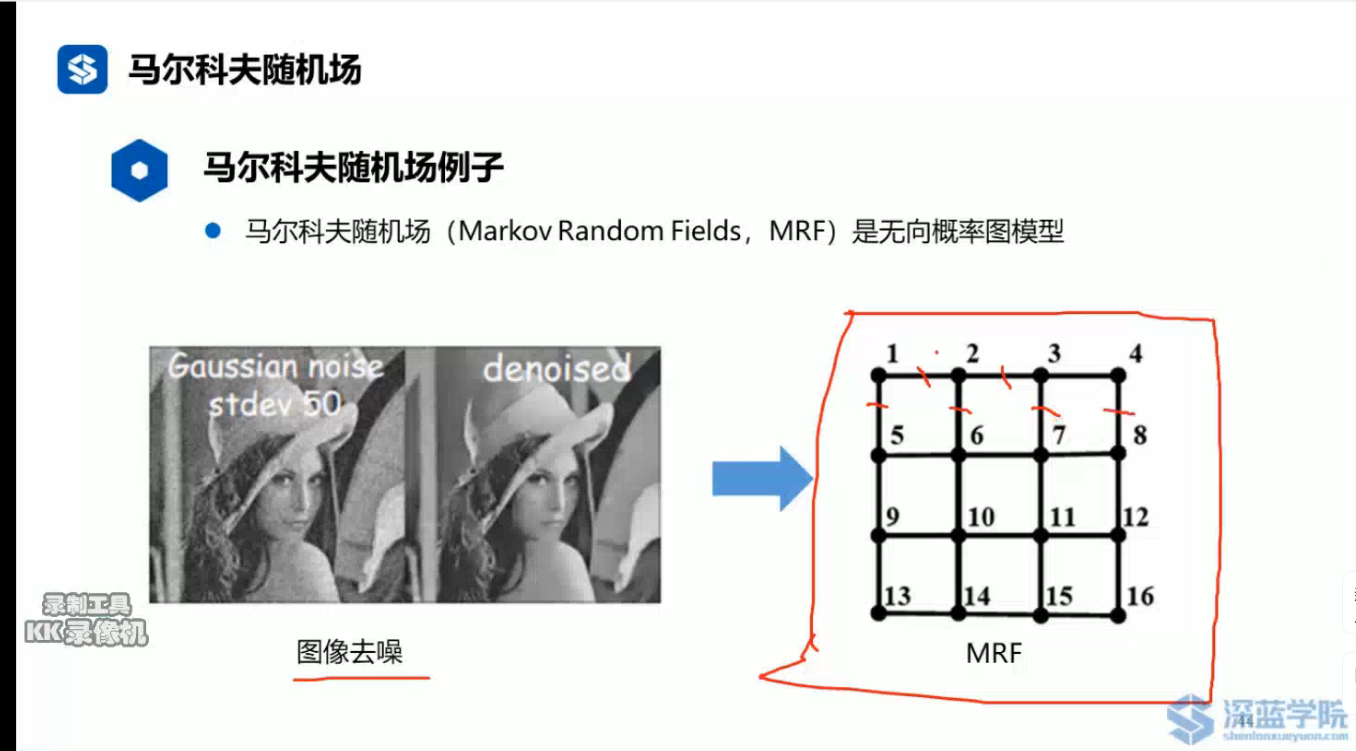 马尔科夫随机场
马尔科夫随机场例子
马尔科夫随机场（Markov Random Fields，MRF）是无向概率图模型
Gaussian noise
stdev 50
denoised
1 2 3 4
5 6 7 8
9 10 11 12
13 14 15 16
录制工具
KK录像机
图像去噪
MRF
深蓝学院
shenlanxueyuan.com
44